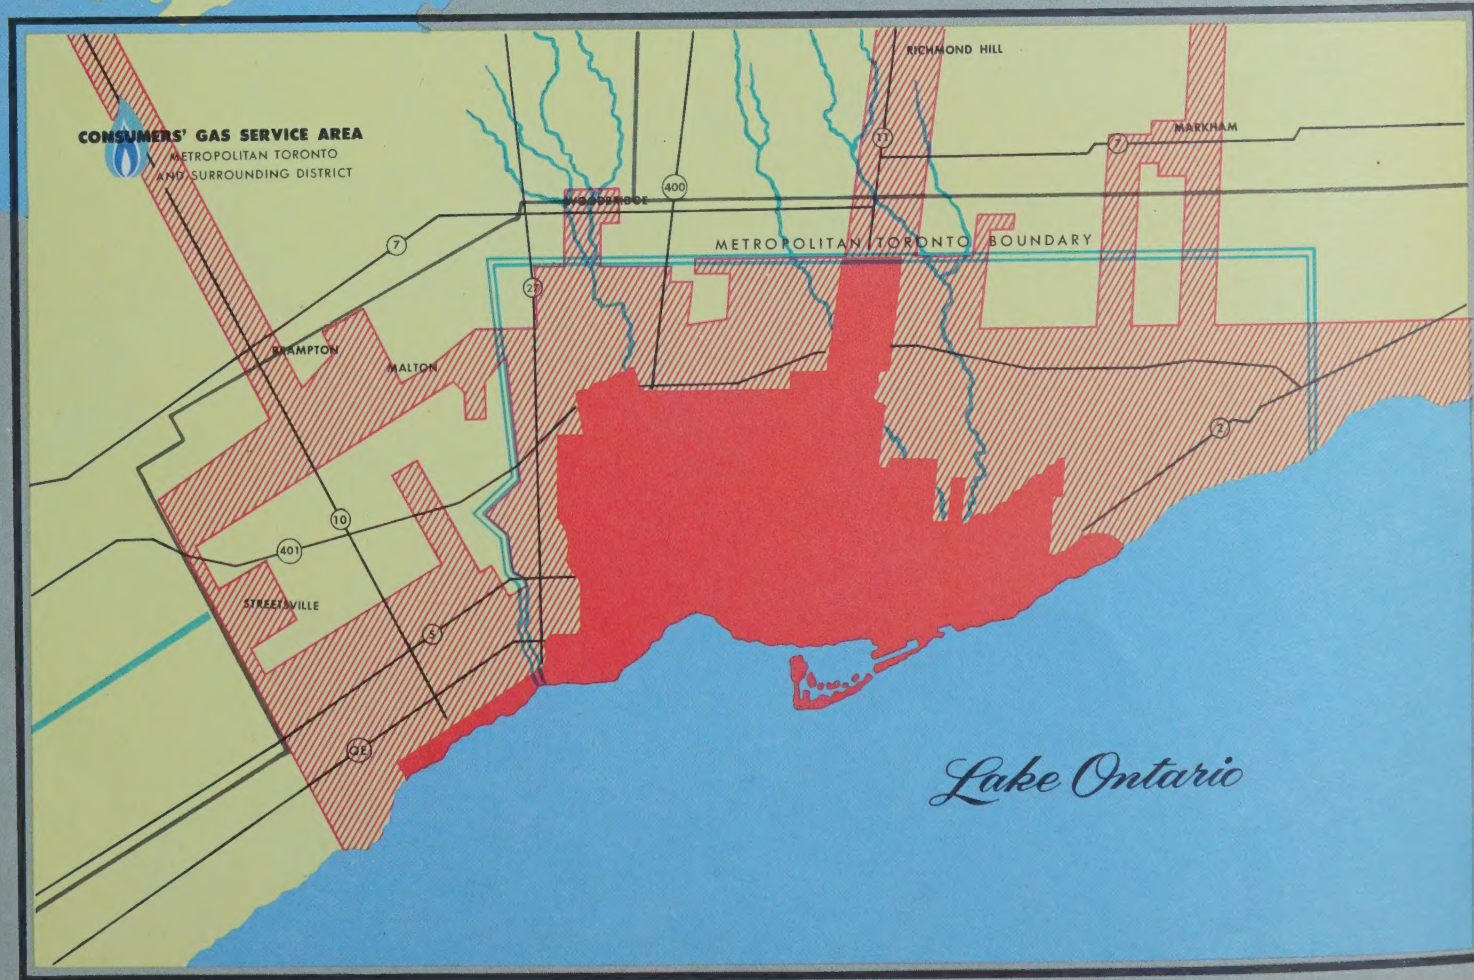 RICHMOND HILL
CONSUMERS' GAS SERVICE AREA
METROPOLITAN TORONTO
AND SURROUNDING DISTRICT
11
7
MARKHAM
400
WOODBRIDGE
7
METROPOLITAN TORONTO BOUNDARY
27
BRAMPTON
MALTON
2
10
401
STREETSVILLE
5
QE
Lake Ontario